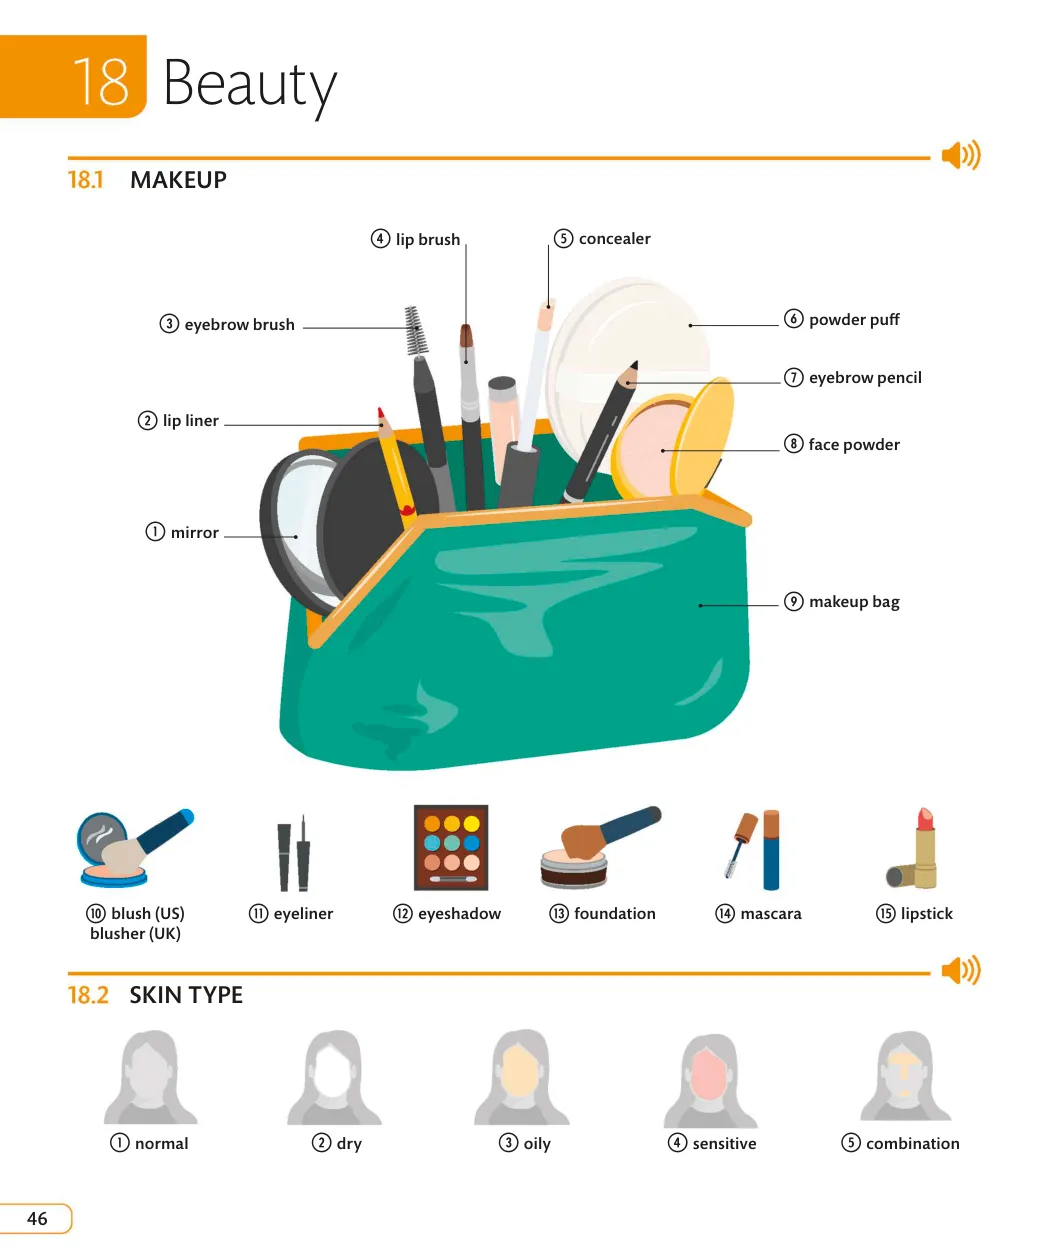 18 Beauty
18.1 MAKEUP
④ lip brush
⑤ concealer
③ eyebrow brush
⑥ powder puff
⑦ eyebrow pencil
② lip liner
⑧ face powder
① mirror
⑨ makeup bag
⑩ blush (US)
blusher (UK)
⑪ eyeliner
⑫ eyeshadow
⑬ foundation
⑭ mascara
⑮ lipstick
18.2 SKIN TYPE
① normal
② dry
③ oily
④ sensitive
⑤ combination
46